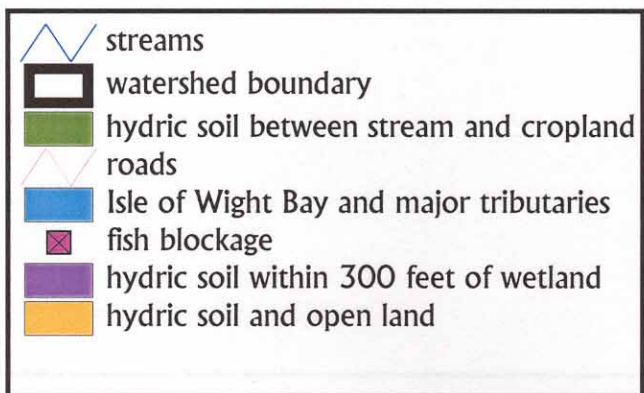 streams
watershed boundary
hydric soil between stream and cropland
roads
Isle of Wight Bay and major tributaries
fish blockage
hydric soil within 300 feet of wetland
hydric soil and open land